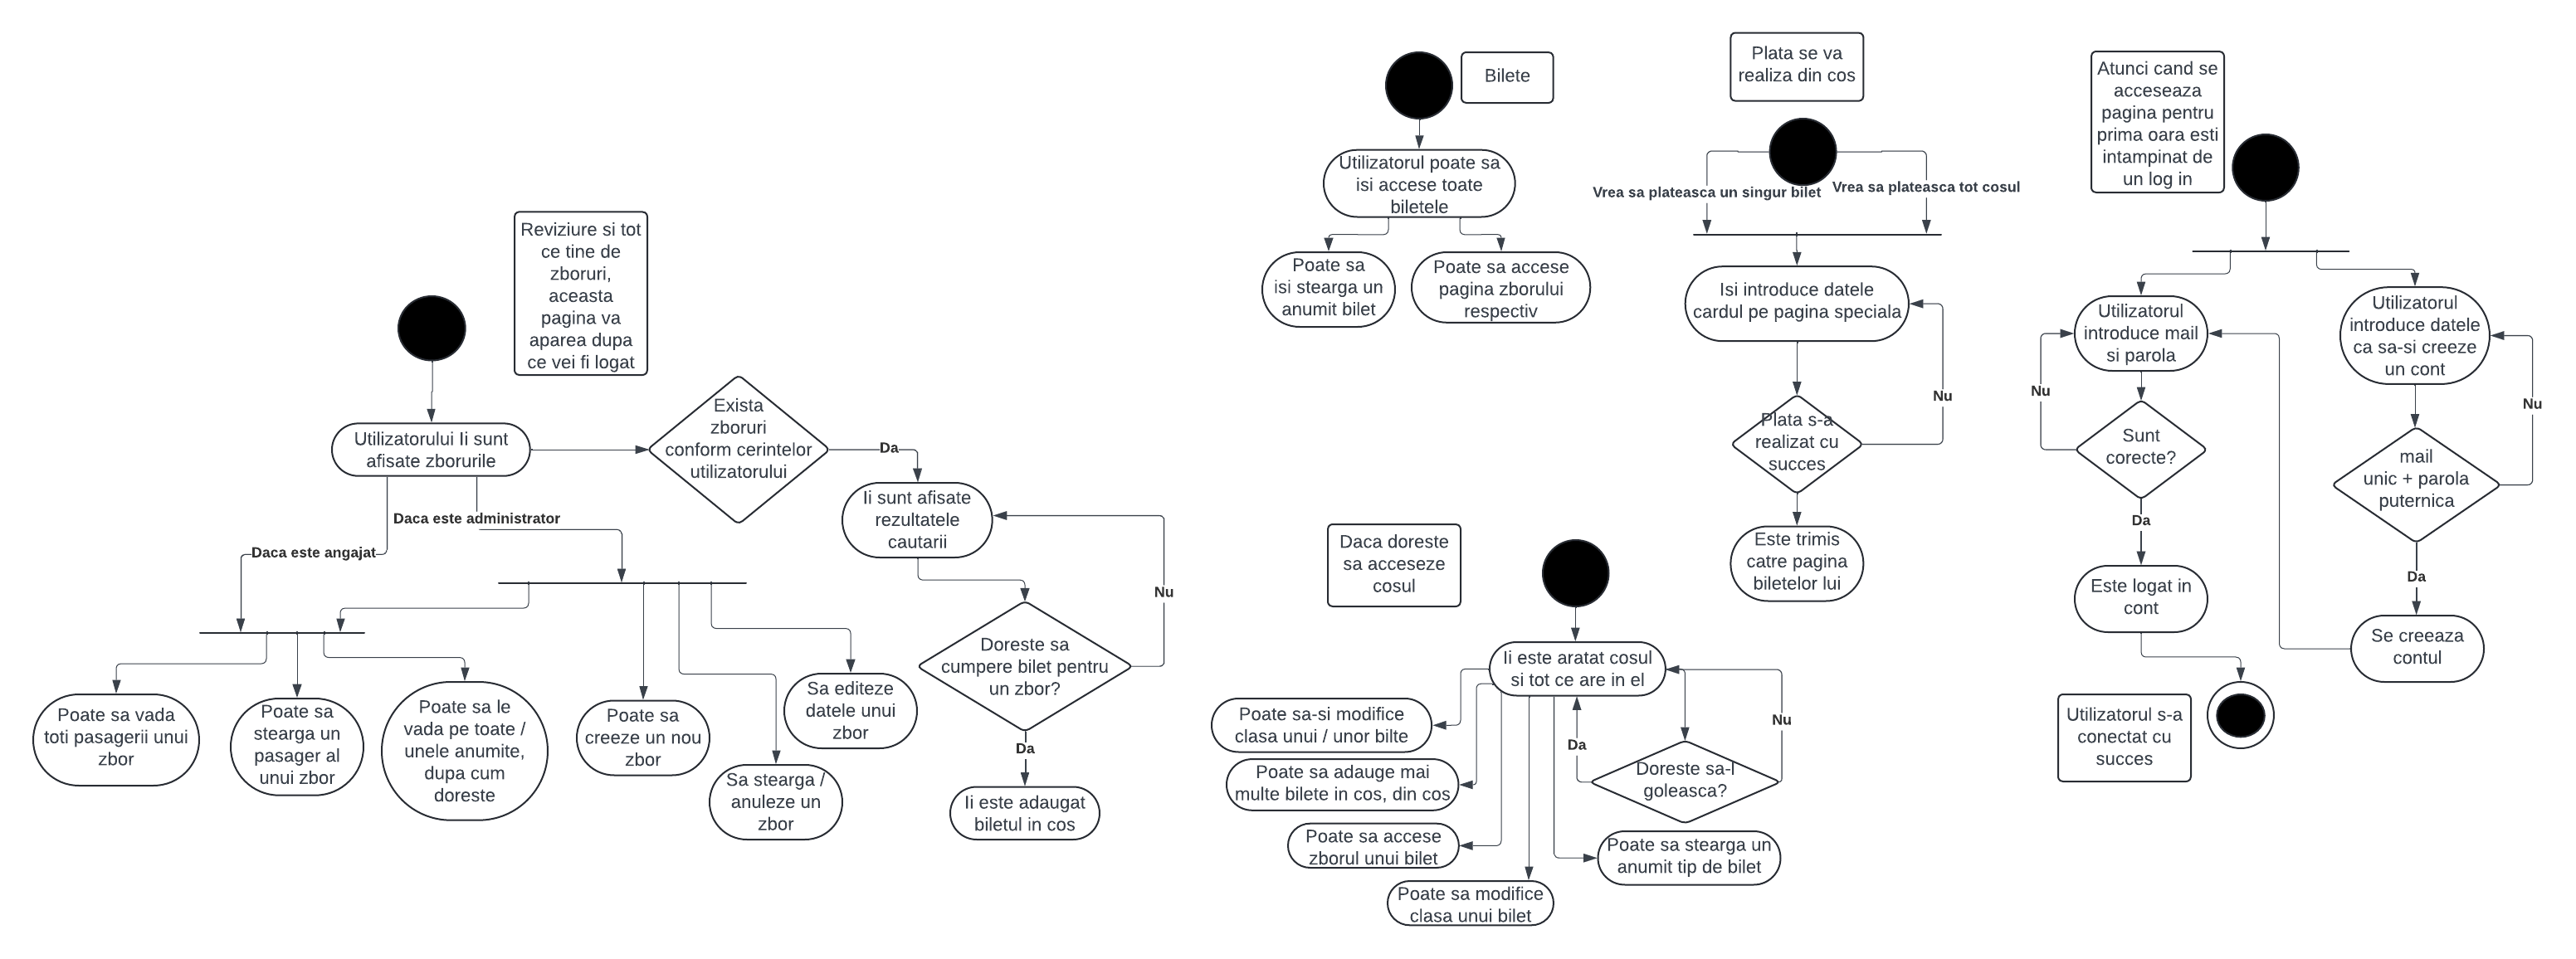 Reviziure si tot
ce tine de
zboruri,
aceasta
pagina va
aparea dupa
ce vei fi logat
Utilizatorului Ii sunt
afisate zborurile
Exista
zboruri
conform cerintelor
utilizatorului
Da
Ii sunt afisate
rezultatele
cautarii
Nu
Doreste sa
cumpere bilet pentru
un zbor?
Da
Ii este adaugat
biletul in cos
Daca este administrator
Daca este angajat
Poate sa vada
toti pasagerii unui
zbor
Poate sa
stearga un
pasager al
unui zbor
Poate sa le
vada pe toate /
unele anumite,
dupa cum
doreste
Poate sa
creeze un nou
zbor
Sa stearga /
anuleze un
zbor
Sa editeze
datele unui
zbor
Bilete
Utilizatorul poate sa
isi accese toate
biletele
Poate sa
isi stearga un
anumit bilet
Poate sa accese
pagina zborului
respectiv
Plata se va
realiza din cos
Vrea sa plateasca un singur bilet
Vrea sa plateasca tot cosul
Isi introduce datele
cardul pe pagina speciala
Nu
Plata s-a
realizat cu
succes
Este trimis
catre pagina
biletelor lui
Daca doreste
sa acceseze
cosul
Ii este aratat cosul
si tot ce are in el
Poate sa-si modifice
clasa unui / unor bilte
Poate sa adauge mai
multe bilete in cos, din cos
Poate sa accese
zborul unui bilet
Poate sa modifice
clasa unui bilet
Poate sa stearga un
anumit tip de bilet
Da
Nu
Doreste sa-l
goleasca?
Atunci cand se
acceseaza
pagina pentru
prima oara esti
intampinat de
un log in
Utilizatorul
introduce mail
si parola
Nu
Sunt
corecte?
Da
Este logat in
cont
Utilizatorul s-a
conectat cu
succes
Utilizatorul
introduce datele
ca sa-si creeze
un cont
Nu
mail
unic + parola
puternica
Da
Se creeaza
contul